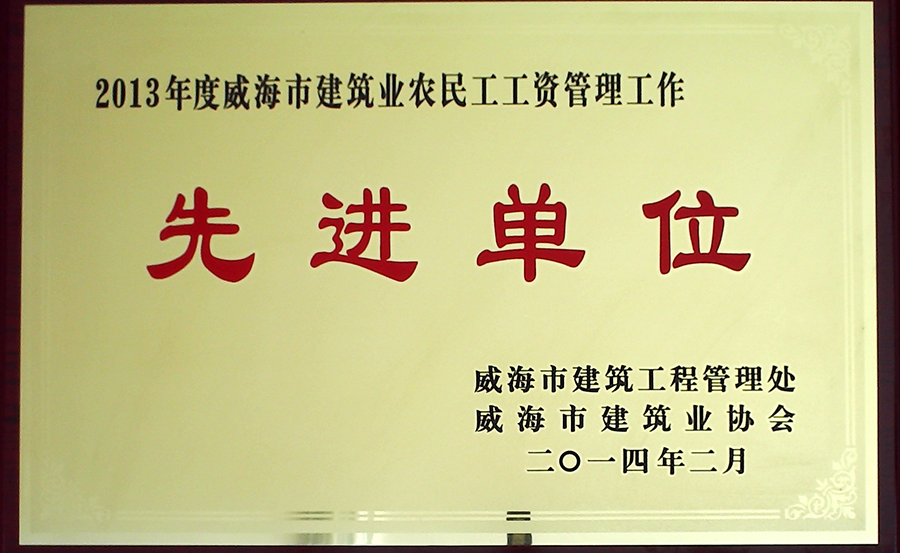 2013年度威海市建筑业农民工工资管理工作
先进单位
威海市建筑工程管理处
威海市建筑业协会
二〇一四年二月